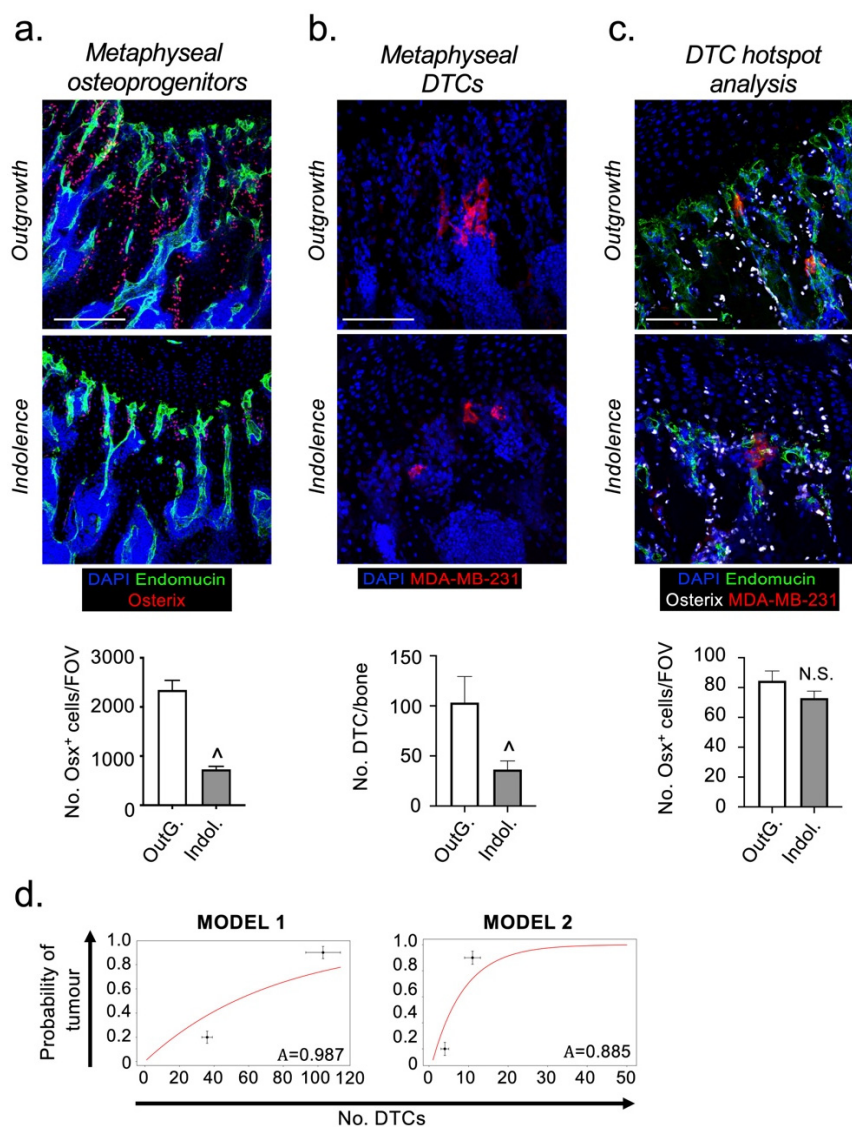 a.
Metaphyseal
osteoprogenitors
Outgrowth
Indolence
DAPI Endomucin
Osterix
No. Osx⁺ cells/FOV
3000
2000
1000
0
^
OutG.
Indol.
b.
Metaphyseal
DTCs
Outgrowth
Indolence
DAPI MDA-MB-231
No. DTC/bone
150
100
50
0
^
OutG.
Indol.
c.
DTC hotspot
analysis
Outgrowth
Indolence
DAPI Endomucin
Osterix MDA-MB-231
No. Osx⁺ cells/FOV
100
80
60
40
20
0
N.S.
OutG.
Indol.
d.
Probability of
tumour
MODEL 1
1.0
0.8
0.6
0.4
0.2
0
A=0.987
0 20 40 60 80 100 120
MODEL 2
1.0
0.8
0.6
0.4
0.2
0
A=0.885
0 10 20 30 40 50
No. DTCs